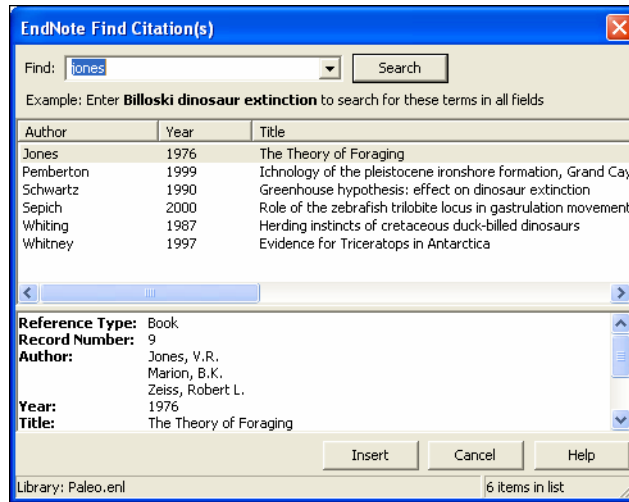 EndNote Find Citation(s)
Find: jones Search
Example: Enter Billoski dinosaur extinction to search for these terms in all fields
Author Year Title
Jones 1976 The Theory of Foraging
Pemberton 1999 Ichnology of the pleistocene ironshore formation, Grand Cay
Schwartz 1990 Greenhouse hypothesis: effect on dinosaur extinction
Sepich 2000 Role of the zebrafish trilobite locus in gastrulation movement
Whiting 1987 Herding instincts of cretaceous duck-billed dinosaurs
Whitney 1997 Evidence for Triceratops in Antarctica
Reference Type: Book
Record Number: 9
Author: Jones, V.R.
Marion, B.K.
Zeiss, Robert L.
Year: 1976
Title: The Theory of Foraging
Insert Cancel Help
Library: Paleo.enl 6 items in list